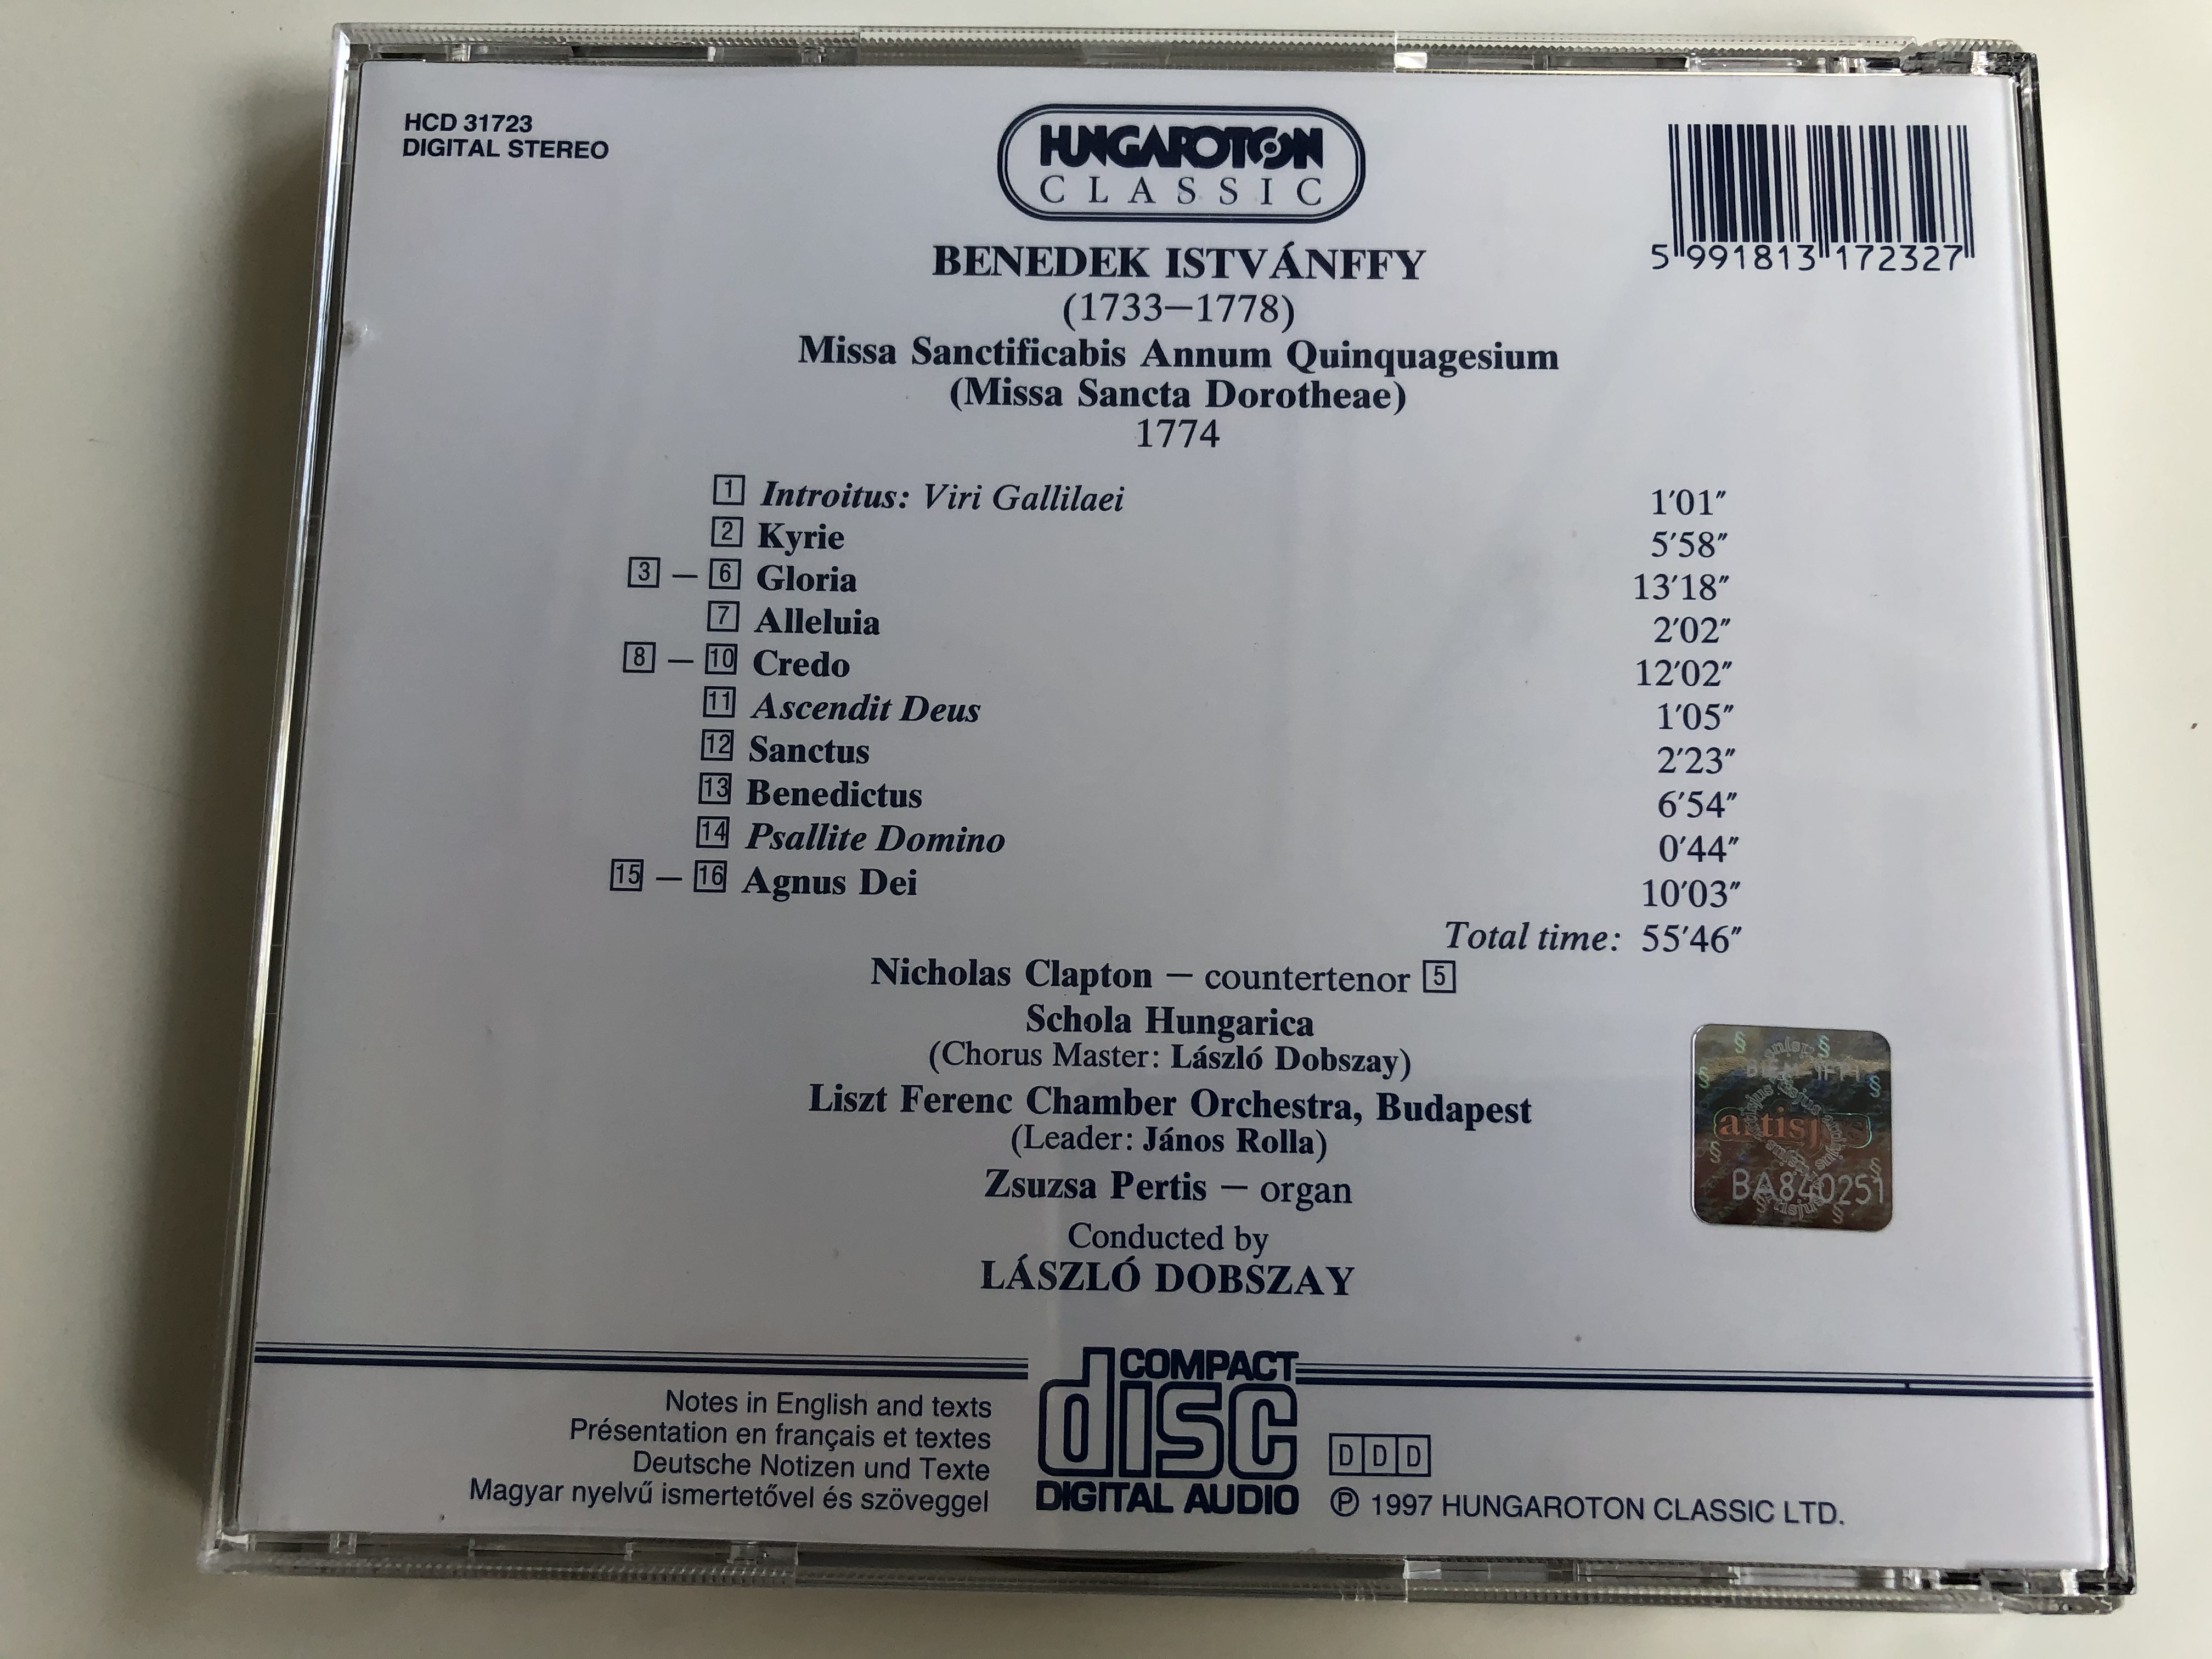 HCD 31723
DIGITAL STEREO
HUNGAROTON
CLASSIC
5 991813 172327
BENEDEK ISTVÁNFFY
(1733–1778)
Missa Sanctificabis Annum Quinquagesium
(Missa Sancta Dorotheae)
1774
1 Introitus: Viri Gallilaei 1′01″
2 Kyrie 5′58″
3 – 6 Gloria 13′18″
7 Alleluia 2′02″
8 – 10 Credo 12′02″
11 Ascendit Deus 1′05″
12 Sanctus 2′23″
13 Benedictus 6′54″
14 Psallite Domino 0′44″
15 – 16 Agnus Dei 10′03″
Total time: 55′46″
Nicholas Clapton – countertenor 5
Schola Hungarica
(Chorus Master: László Dobszay)
Liszt Ferenc Chamber Orchestra, Budapest
(Leader: János Rolla)
Zsuzsa Pertis – organ
Conducted by
LÁSZLÓ DOBSZAY
BIEM IFPI
artisjus
BA840251
Notes in English and texts
Présentation en français et textes
Deutsche Notizen und Texte
Magyar nyelvű ismertetővel és szöveggel
COMPACT
disc
DIGITAL AUDIO
DDD
℗ 1997 HUNGAROTON CLASSIC LTD.